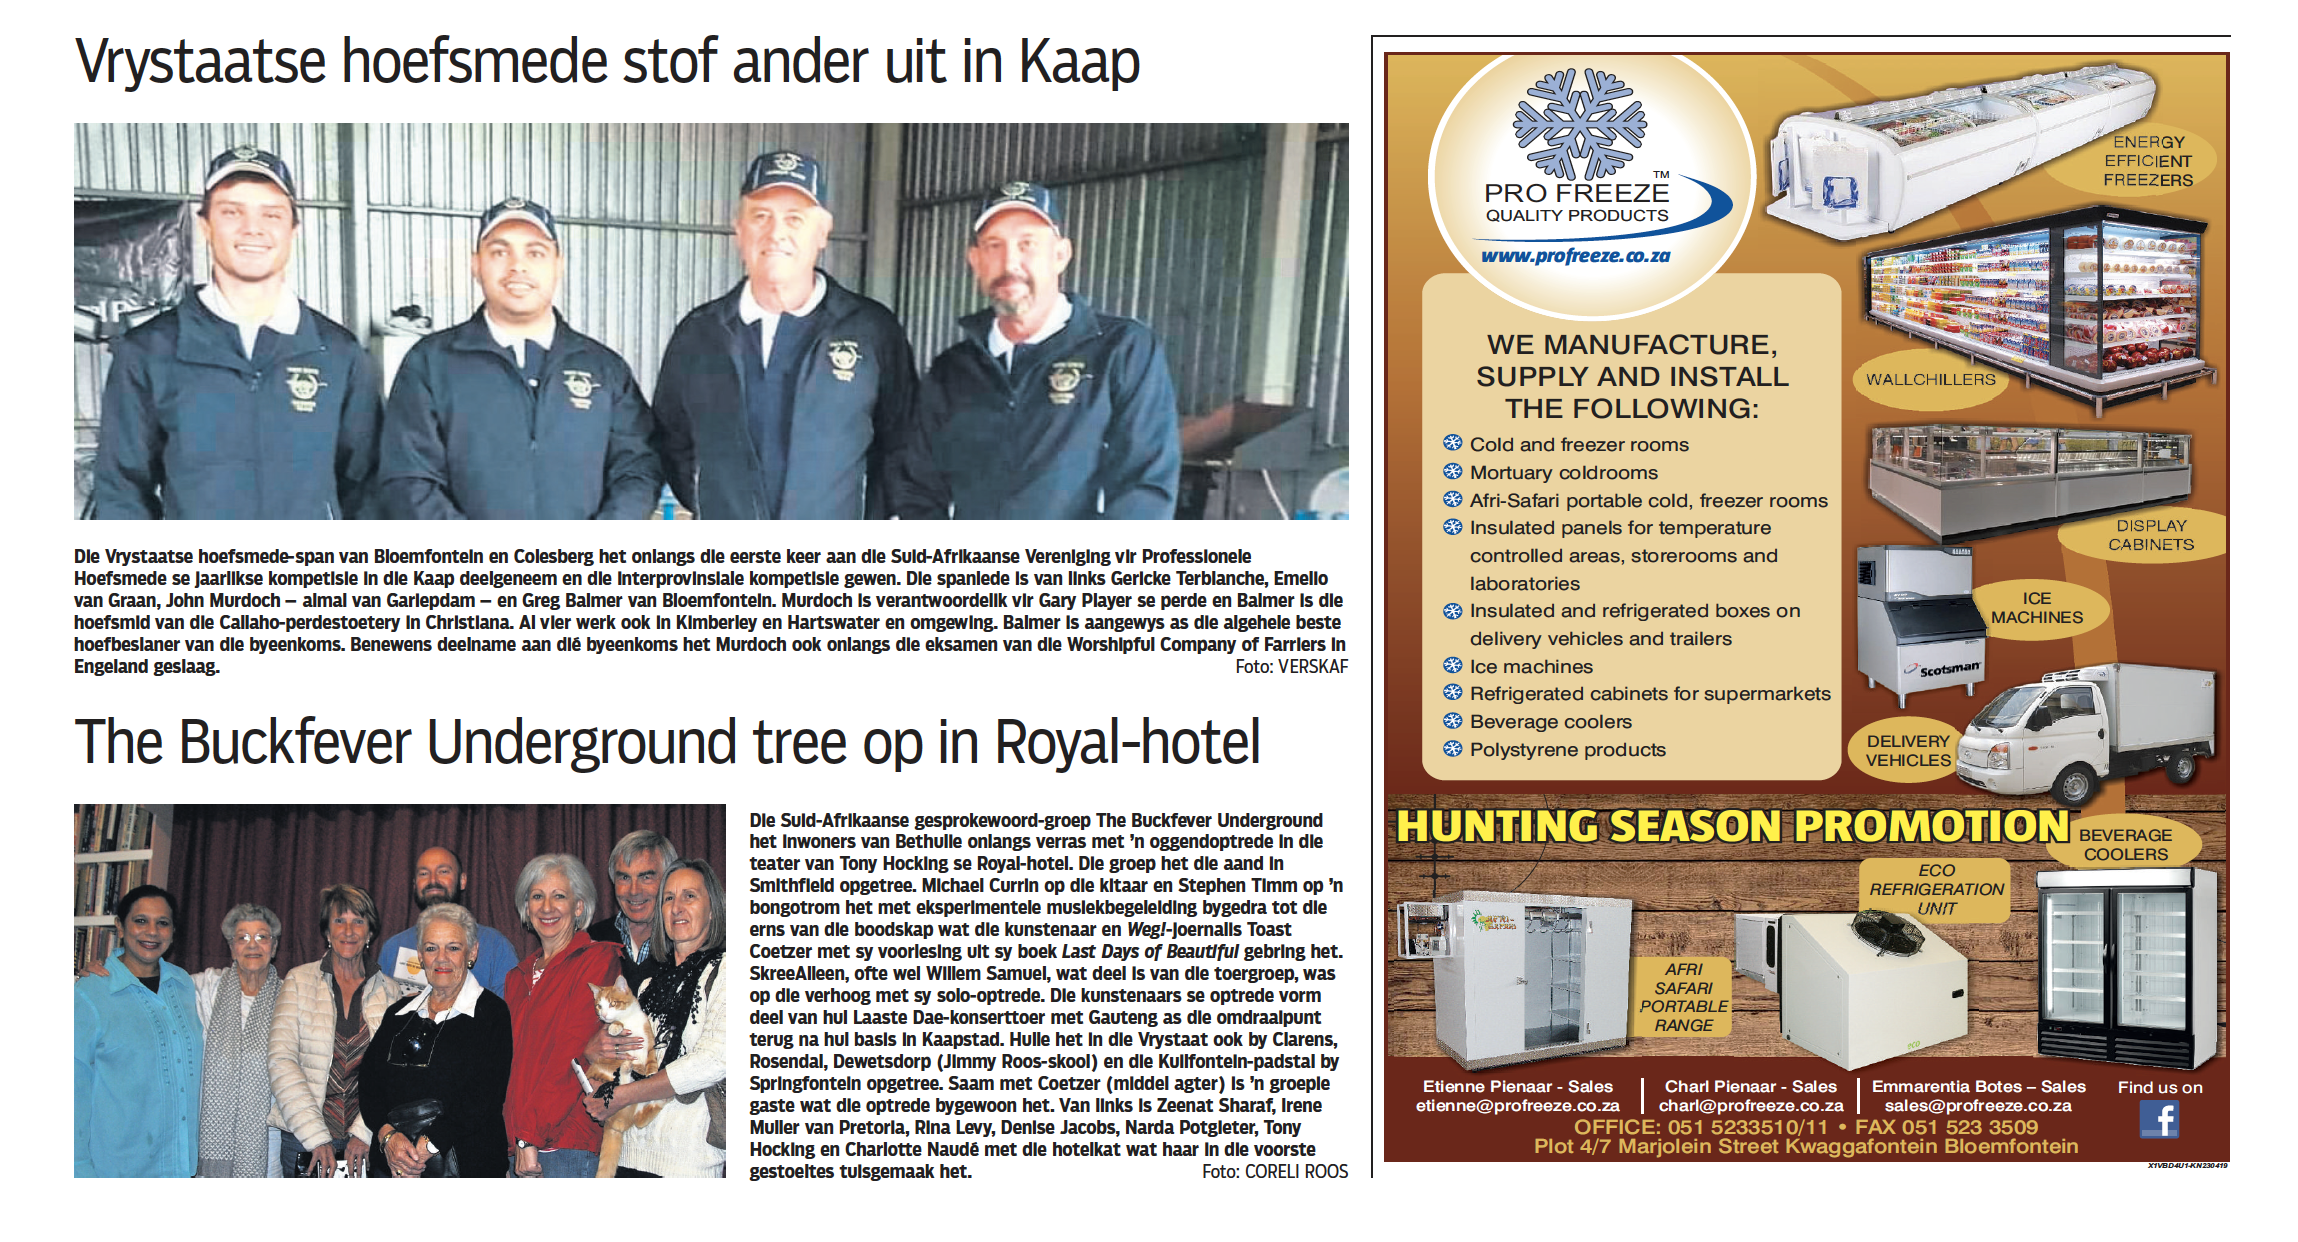 Vrystaatse hoefsmede stof ander uit in Kaap
Die Vrystaatse hoefsmede-span van Bloemfontein en Colesberg het onlangs die eerste keer aan die Suid-Afrikaanse Vereniging vir Professionele
Hoefsmede se jaarlikse kompetisie in die Kaap deelgeneem en die interprovinsiale kompetisie gewen. Die spanlede is van links Gericke Terblanche, Emelio
van Graan, John Murdoch – almal van Gariepdam – en Greg Balmer van Bloemfontein. Murdoch is verantwoordelik vir Gary Player se perde en Balmer is die
hoefsmid van die Callaho-perdestoetery in Christiana. Al vier werk ook in Kimberley en Hartswater en omgewing. Balmer is aangewys as die algehele beste
hoefbeslaner van die byeenkoms. Benewens deelname aan dié byeenkoms het Murdoch ook onlangs die eksamen van die Worshipful Company of Farriers in
Engeland geslaag. Foto: VERSKAF
The Buckfever Underground tree op in Royal-hotel
Die Suid-Afrikaanse gesprokewoord-groep The Buckfever Underground
het inwoners van Bethulie onlangs verras met 'n oggendoptrede in die
teater van Tony Hocking se Royal-hotel. Die groep het die aand in
Smithfield opgetree. Michael Currin op die kitaar en Stephen Timm op 'n
bongotrom het met eksperimentele musiekbegeleiding bygedra tot die
erns van die boodskap wat die kunstenaar en Weg!-joernalis Toast
Coetzer met sy voorlesing uit sy boek Last Days of Beautiful gebring het.
SkreeAlleen, ofte wel Willem Samuel, wat deel is van die toergroep, was
op die verhoog met sy solo-optrede. Die kunstenaars se optrede vorm
deel van hul Laaste Dae-konserttoer met Gauteng as die omdraaipunt
terug na hul basis in Kaapstad. Hulle het in die Vrystaat ook by Clarens,
Rosendal, Dewetsdorp (Jimmy Roos-skool) en die Kuilfontein-padstal by
Springfontein opgetree. Saam met Coetzer (middel agter) is 'n groepie
gaste wat die optrede bygewoon het. Van links is Zeenat Sharaf, Irene
Muller van Pretoria, Rina Levy, Denise Jacobs, Narda Potgieter, Tony
Hocking en Charlotte Naudé met die hotelkat wat haar in die voorste
gestoeltes tuisgemaak het. Foto: CORELI ROOS
PRO FREEZE™
QUALITY PRODUCTS
www.profreeze.co.za
WE MANUFACTURE,
SUPPLY AND INSTALL
THE FOLLOWING:
Cold and freezer rooms
Mortuary coldrooms
Afri-Safari portable cold, freezer rooms
Insulated panels for temperature
controlled areas, storerooms and
laboratories
Insulated and refrigerated boxes on
delivery vehicles and trailers
Ice machines
Refrigerated cabinets for supermarkets
Beverage coolers
Polystyrene products
ENERGY
EFFICIENT
FREEZERS
WALLCHILLERS
DISPLAY
CABINETS
ICE
MACHINES
Scotsman
DELIVERY
VEHICLES
HUNTING SEASON PROMOTION
BEVERAGE
COOLERS
ECO
REFRIGERATION
UNIT
AFRI
SAFARI
PORTABLE
RANGE
eco
Etienne Pienaar - Sales
etienne@profreeze.co.za
Charl Pienaar - Sales
charl@profreeze.co.za
Emmarentia Botes – Sales
sales@profreeze.co.za
Find us on
f
OFFICE: 051 5233510/11 • FAX 051 523 3509
Plot 4/7 Marjolein Street Kwaggafontein Bloemfontein
X1VBD4U1-KN230419